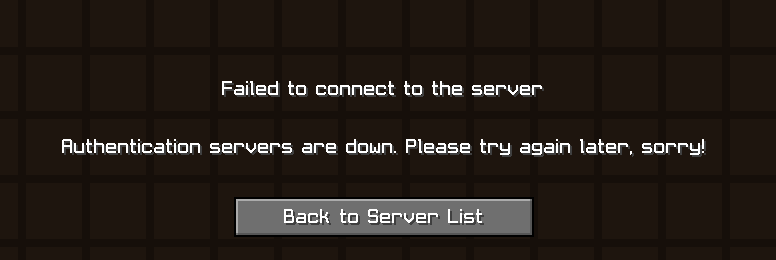 Failed to connect to the server
Authentication servers are down. Please try again later, sorry!
Back to Server List